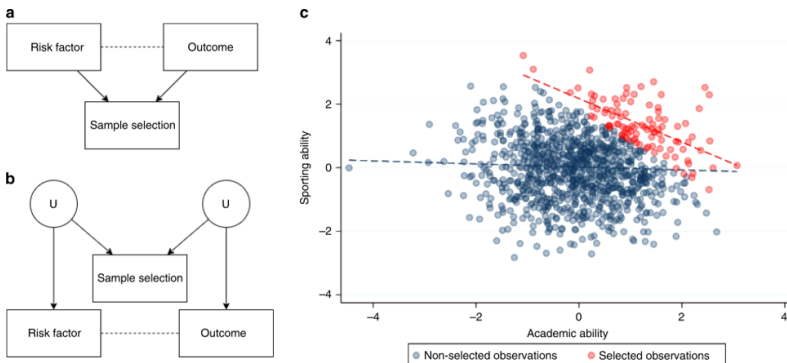 a
Risk factor
Outcome
Sample selection
b
U
U
Sample selection
Risk factor
Outcome
c
4
2
0
−2
−4
Sporting ability
−4
−2
0
2
4
Academic ability
Non-selected observations
Selected observations